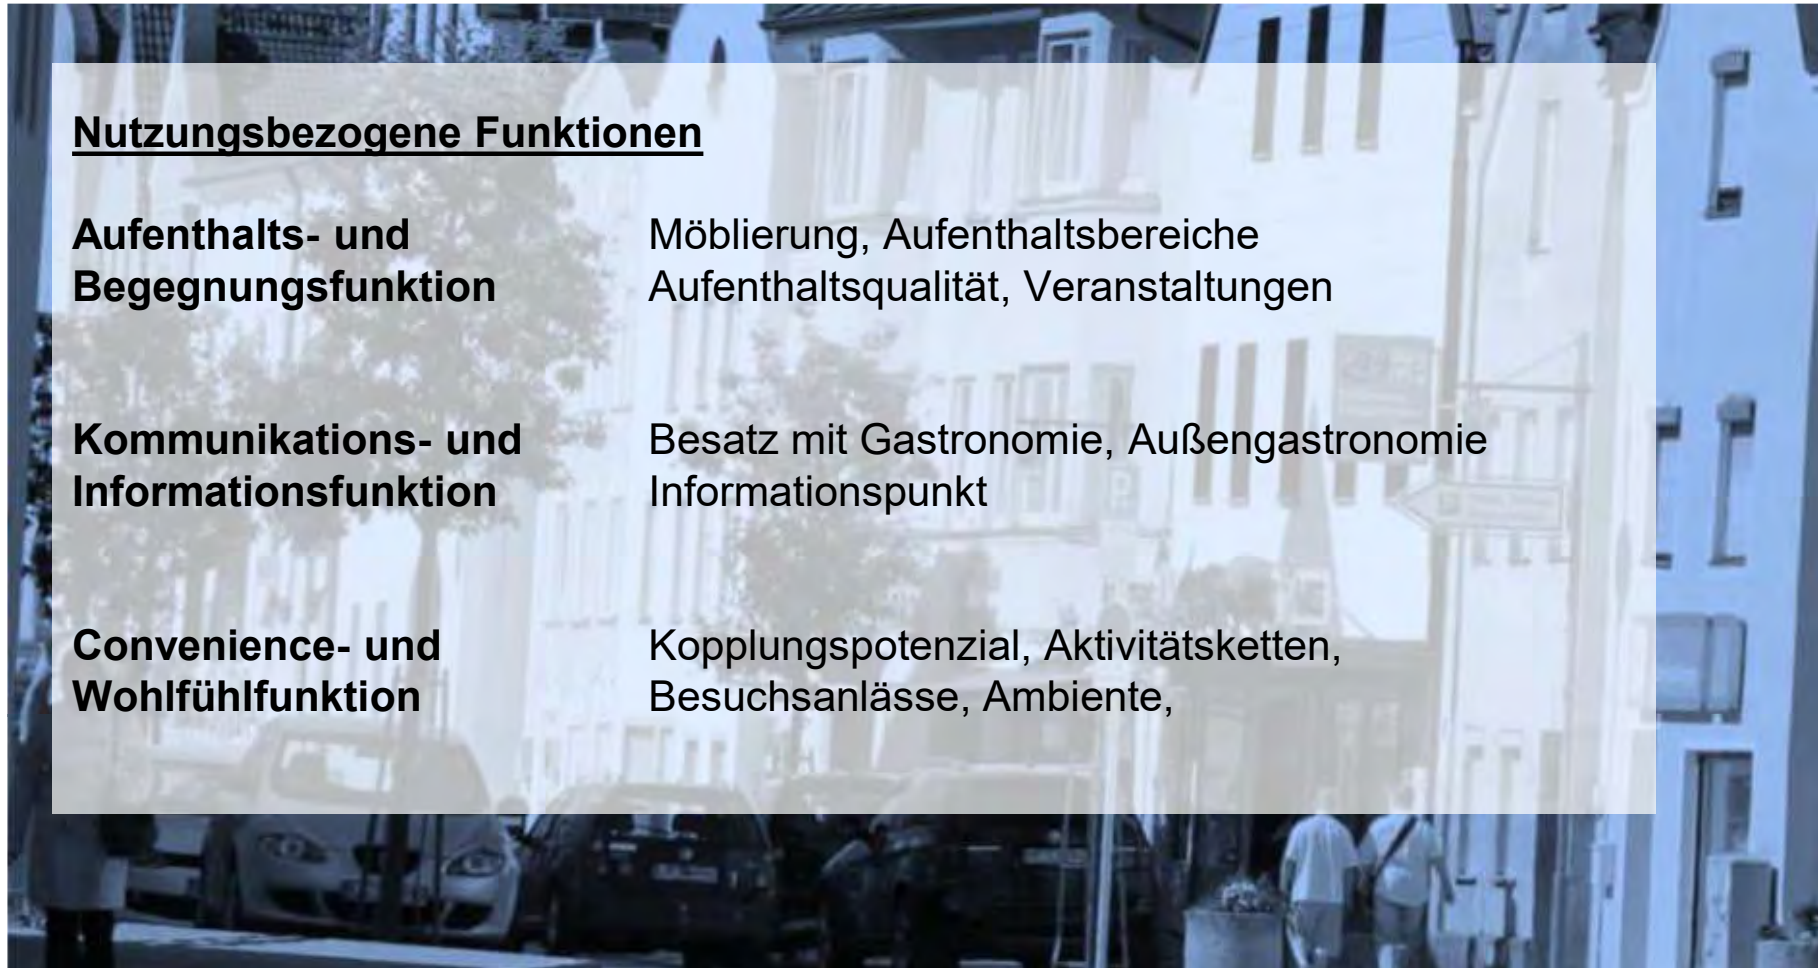 Nutzungsbezogene Funktionen
Aufenthalts- und Möblierung, Aufenthaltsbereiche
Begegnungsfunktion Aufenthaltsqualität, Veranstaltungen
Kommunikations- und Besatz mit Gastronomie, Außengastronomie
Informationsfunktion Informationspunkt
Convenience- und Kopplungspotenzial, Aktivitätsketten,
Wohlfühlfunktion Besuchsanlässe, Ambiente,